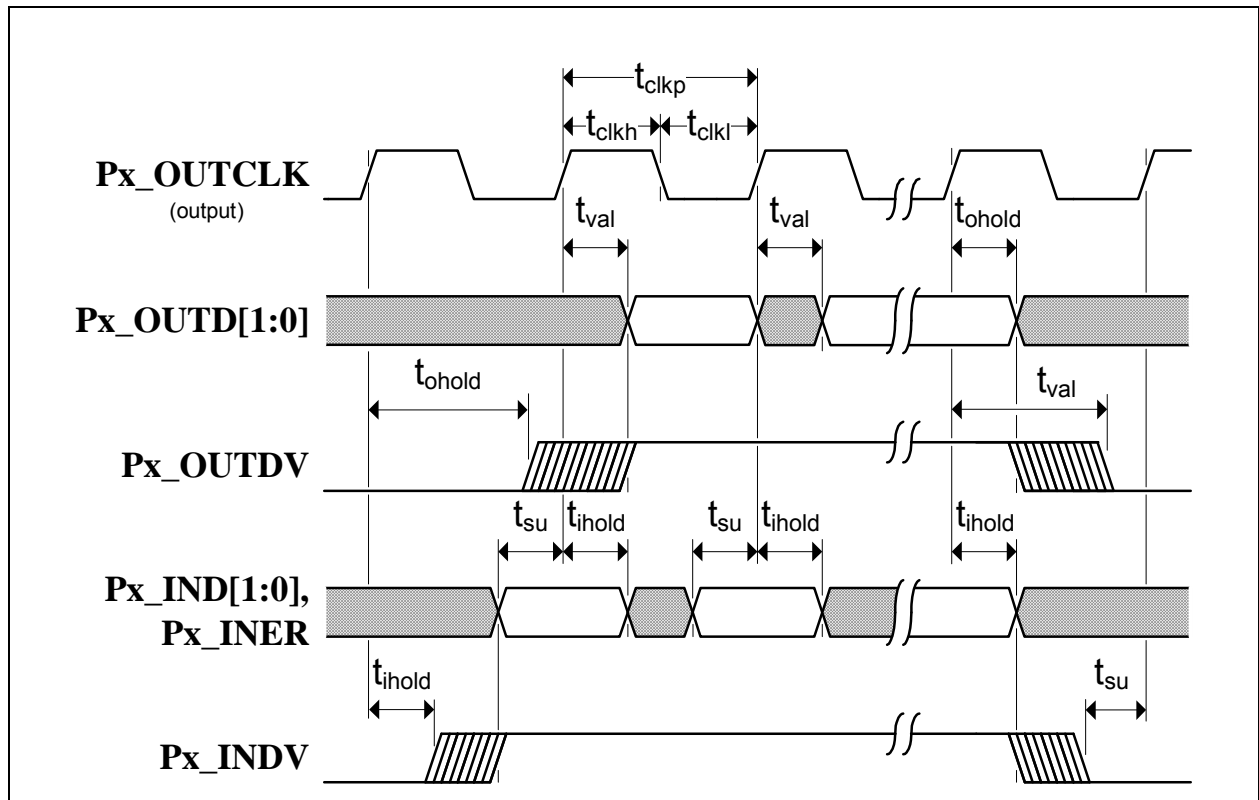 tclkp
tclkh tclkl
Px_OUTCLK
(output)
tval tval tohold
Px_OUTD[1:0]
tohold tval
Px_OUTDV
tsu tihold tsu tihold tihold
Px_IND[1:0],
Px_INER
tihold tsu
Px_INDV